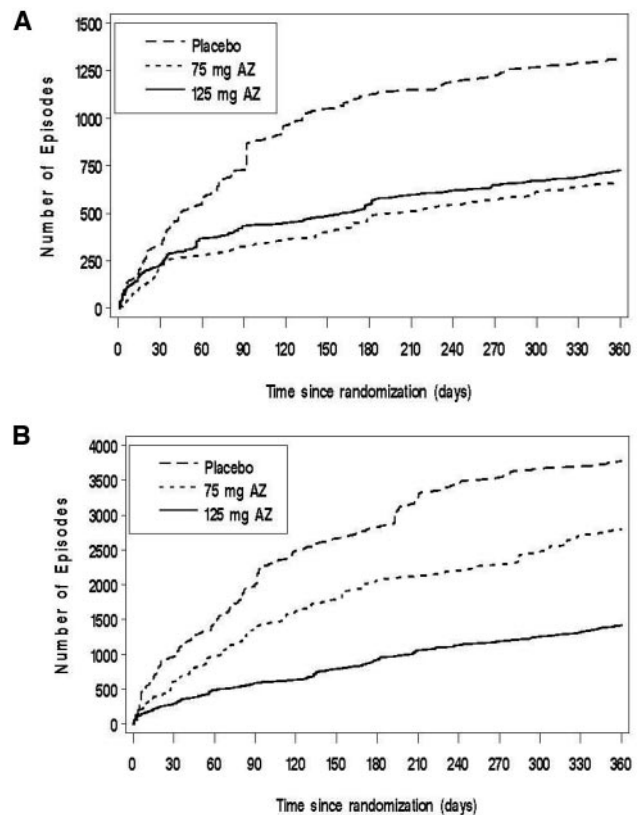 A
Placebo
75 mg AZ
125 mg AZ
Number of Episodes
1500
1250
1000
750
500
250
0
0 30 60 90 120 150 180 210 240 270 300 330 360
Time since randomization (days)
B
Placebo
75 mg AZ
125 mg AZ
Number of Episodes
4000
3500
3000
2500
2000
1500
1000
500
0
0 30 60 90 120 150 180 210 240 270 300 330 360
Time since randomization (days)